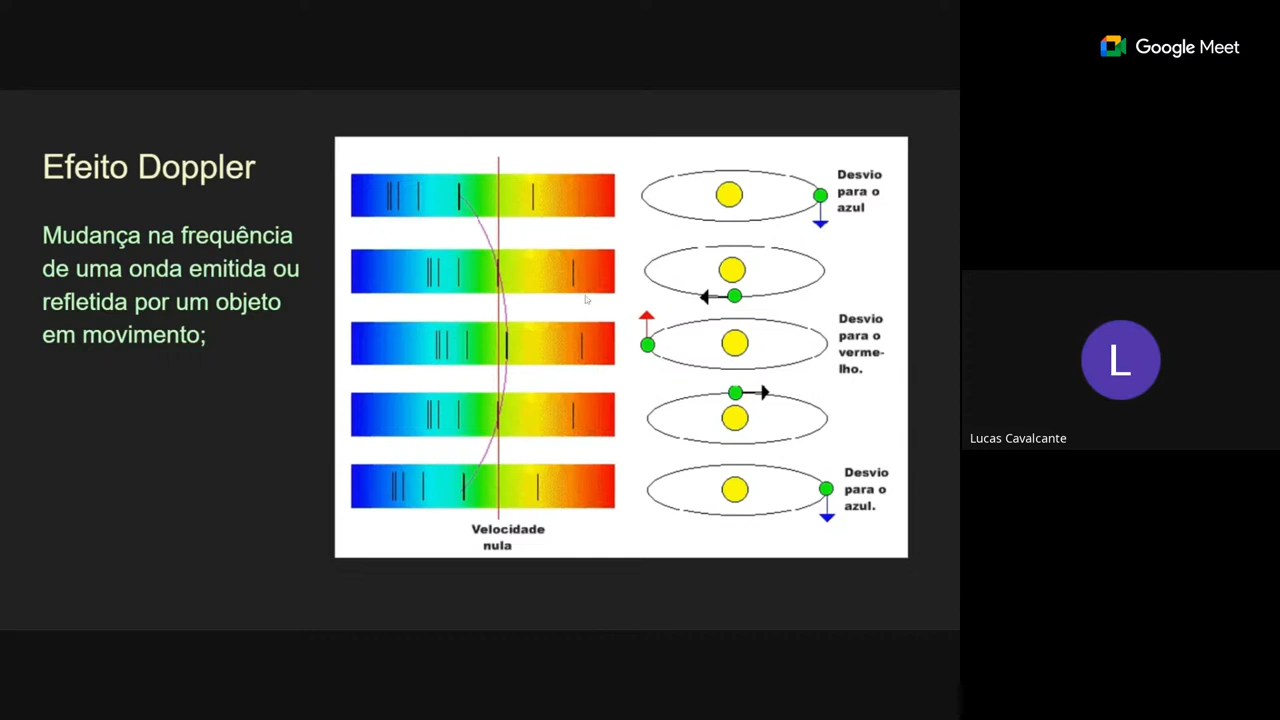 Google Meet
Efeito Doppler
Mudança na frequência
de uma onda emitida ou
refletida por um objeto
em movimento;
Desvio
para o
azul
Desvio
para o
verme-
lho.
Desvio
para o
azul.
Velocidade
nula
L
Lucas Cavalcante